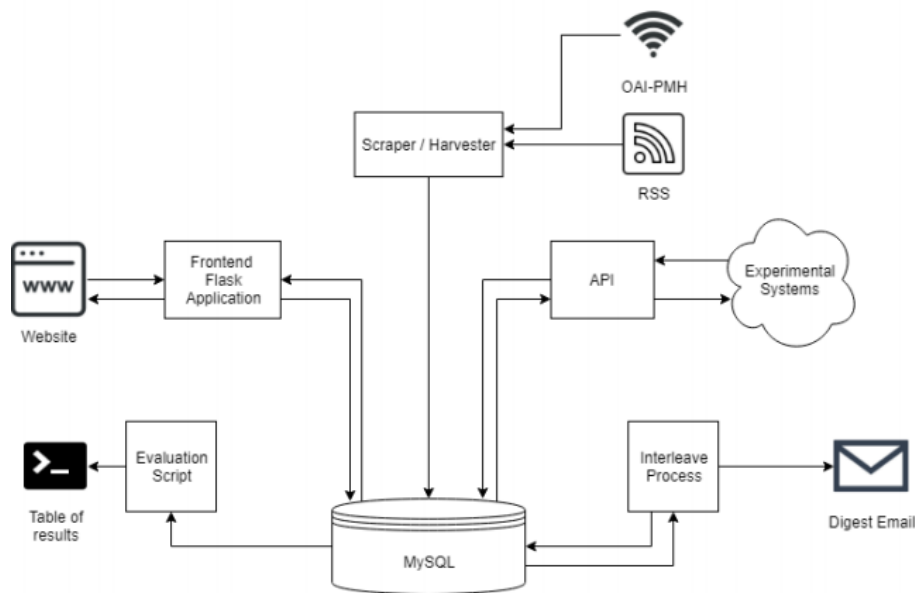 OAI-PMH
Scraper / Harvester
RSS
Frontend
Flask
Application
API
Experimental
Systems
WWW
Website
Evaluation
Script
Interleave
Process
Table of
results
MySQL
Digest Email